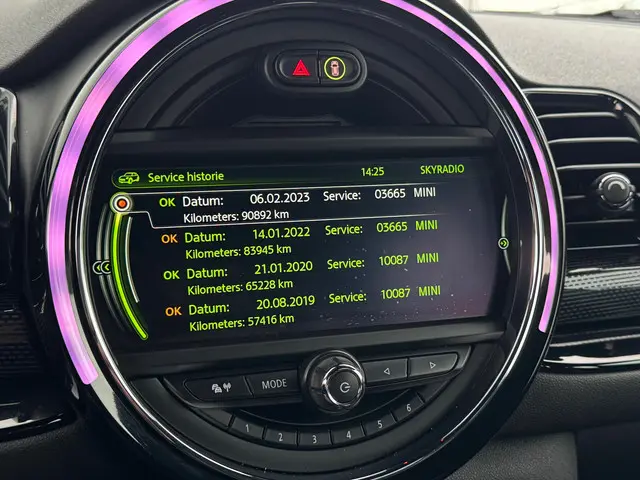 Service historie 14:25 SKYRADIO
OK Datum: 06.02.2023 Service: 03665 MINI
Kilometers: 90892 km
OK Datum: 14.01.2022 Service: 03665 MINI
Kilometers: 83945 km
OK Datum: 21.01.2020 Service: 10087 MINI
Kilometers: 65228 km
OK Datum: 20.08.2019 Service: 10087 MINI
Kilometers: 57416 km
MODE
1 2 3 4 5 6